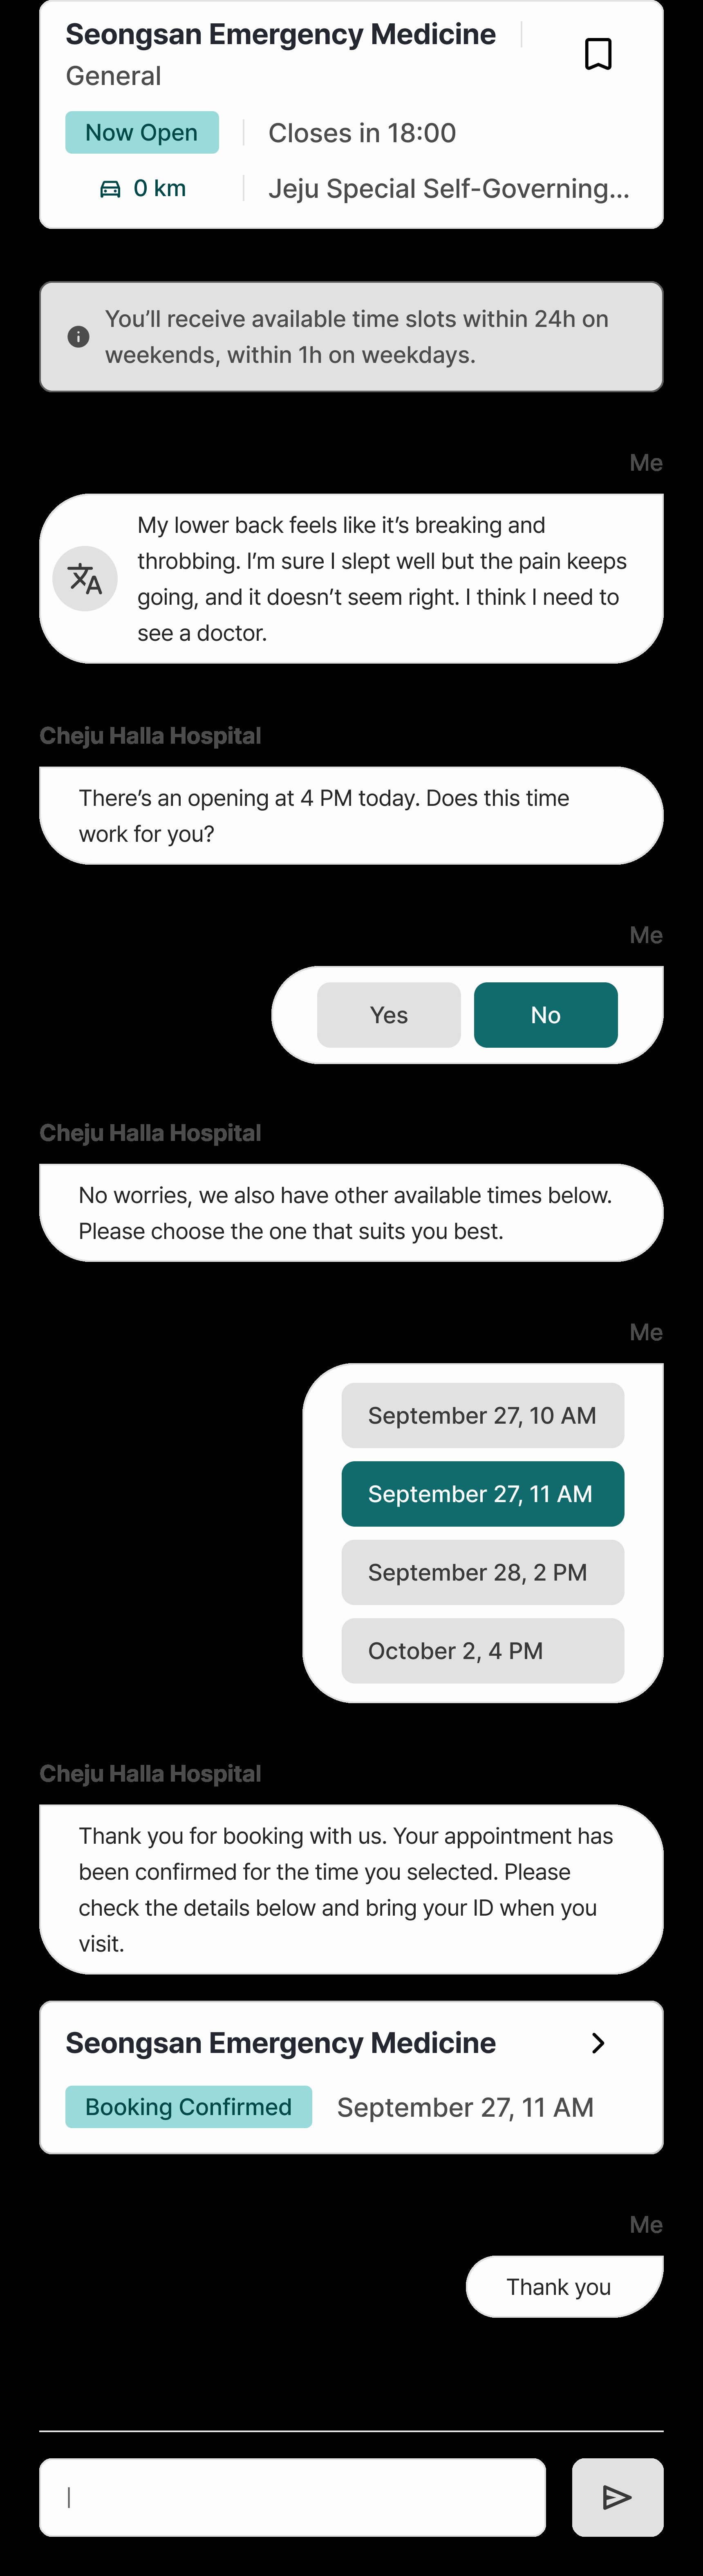 Seongsan Emergency Medicine
General
Now Open
Closes in 18:00
0 km
Jeju Special Self-Governing...
You’ll receive available time slots within 24h on
weekends, within 1h on weekdays.
Me
My lower back feels like it’s breaking and
throbbing. I’m sure I slept well but the pain keeps
going, and it doesn’t seem right. I think I need to
see a doctor.
Cheju Halla Hospital
There’s an opening at 4 PM today. Does this time
work for you?
Me
Yes
No
Cheju Halla Hospital
No worries, we also have other available times below.
Please choose the one that suits you best.
Me
September 27, 10 AM
September 27, 11 AM
September 28, 2 PM
October 2, 4 PM
Cheju Halla Hospital
Thank you for booking with us. Your appointment has
been confirmed for the time you selected. Please
check the details below and bring your ID when you
visit.
Seongsan Emergency Medicine
Booking Confirmed
September 27, 11 AM
Me
Thank you